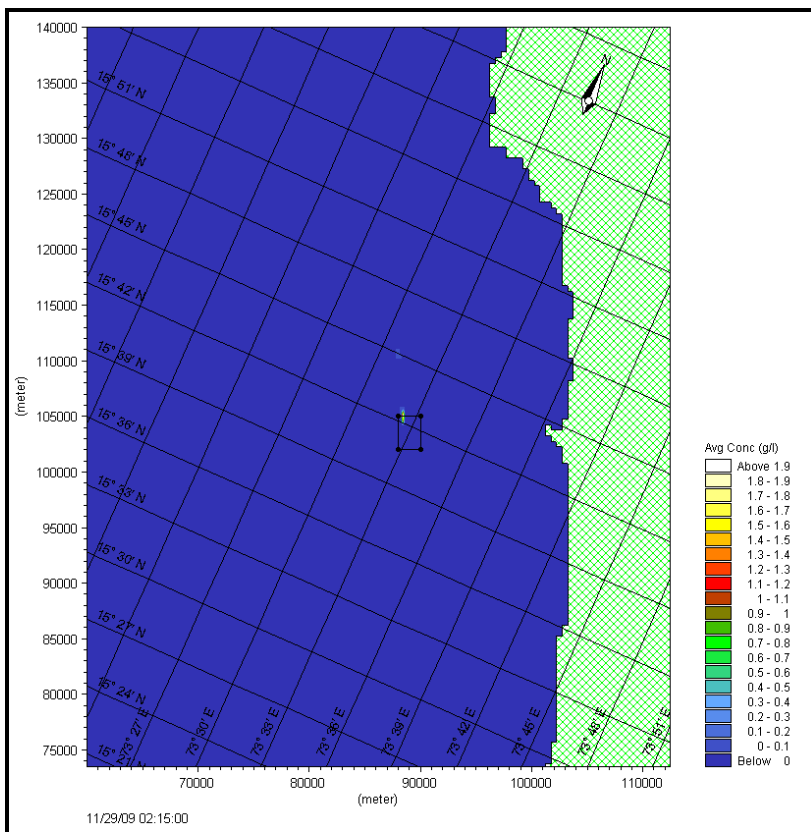 140000
135000
130000
125000
120000
115000
110000
105000
100000
95000
90000
85000
80000
75000
(meter)
15° 51' N
15° 48' N
15° 45' N
15° 42' N
15° 39' N
15° 36' N
15° 33' N
15° 30' N
15° 27' N
15° 24' N
15° 21' N
73° 27' E
73° 30' E
73° 33' E
73° 36' E
73° 39' E
73° 42' E
73° 45' E
73° 48' E
73° 51' E
N
70000 80000 90000 100000 110000
(meter)
11/29/09 02:15:00
Avg Conc (g/l)
Above 1.9
1.8 - 1.9
1.7 - 1.8
1.6 - 1.7
1.5 - 1.6
1.4 - 1.5
1.3 - 1.4
1.2 - 1.3
1.1 - 1.2
1 - 1.1
0.9 - 1
0.8 - 0.9
0.7 - 0.8
0.6 - 0.7
0.5 - 0.6
0.4 - 0.5
0.3 - 0.4
0.2 - 0.3
0.1 - 0.2
0 - 0.1
Below 0